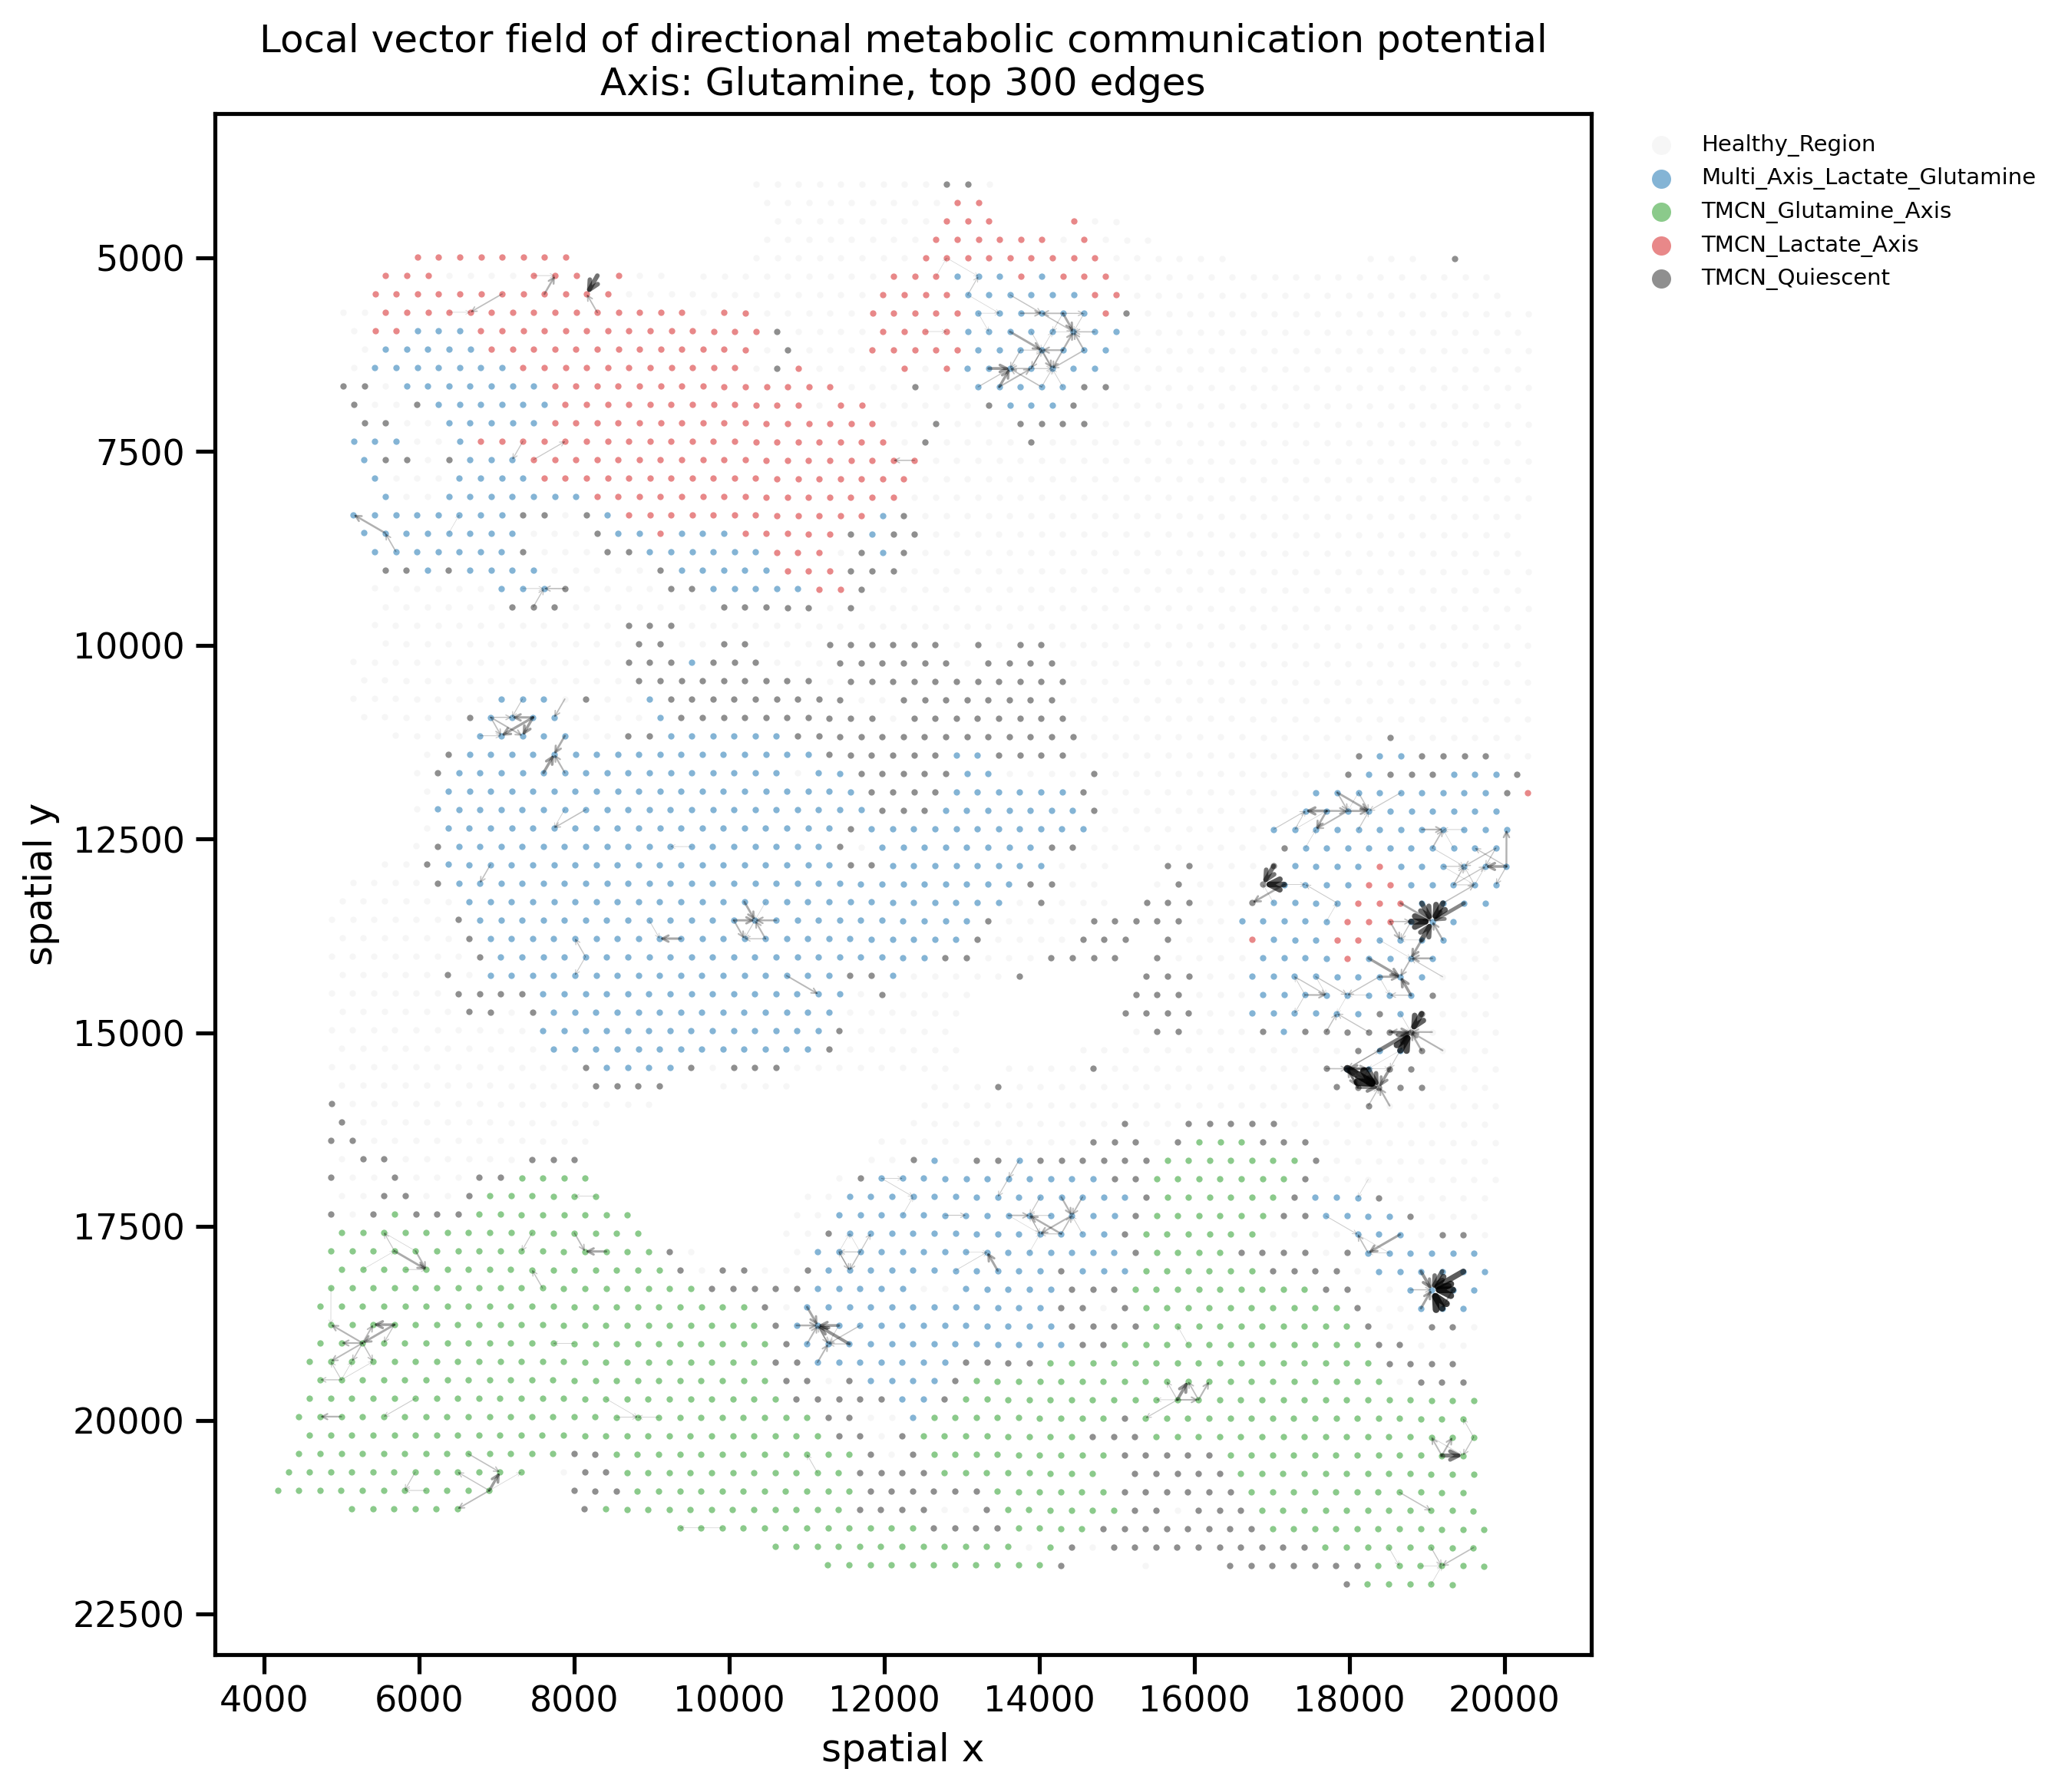 Local vector field of directional metabolic communication potential
Axis: Glutamine, top 300 edges
Healthy_Region
Multi_Axis_Lactate_Glutamine
TMCN_Glutamine_Axis
TMCN_Lactate_Axis
TMCN_Quiescent
5000
7500
10000
12500
15000
17500
20000
22500
spatial y
4000 6000 8000 10000 12000 14000 16000 18000 20000
spatial x